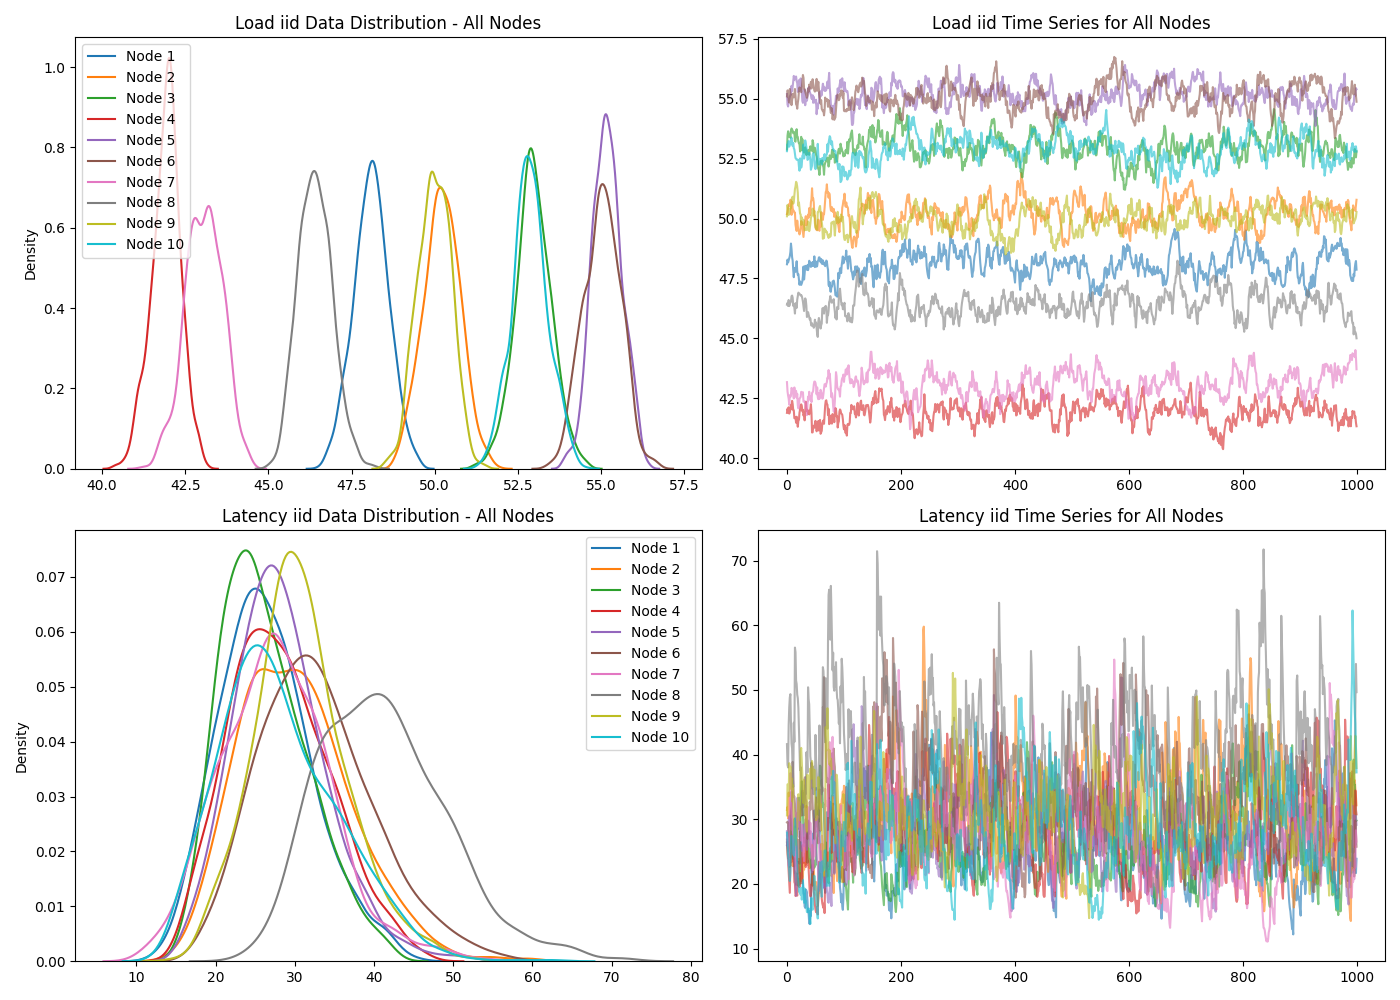 Load iid Data Distribution - All Nodes
Density
1.0
0.8
0.6
0.4
0.2
0.0
Node 1
Node 2
Node 3
Node 4
Node 5
Node 6
Node 7
Node 8
Node 9
Node 10
40.0 42.5 45.0 47.5 50.0 52.5 55.0 57.5
Load iid Time Series for All Nodes
57.5
55.0
52.5
50.0
47.5
45.0
42.5
40.0
0 200 400 600 800 1000
Latency iid Data Distribution - All Nodes
Density
0.07
0.06
0.05
0.04
0.03
0.02
0.01
0.00
Node 1
Node 2
Node 3
Node 4
Node 5
Node 6
Node 7
Node 8
Node 9
Node 10
10 20 30 40 50 60 70 80
Latency iid Time Series for All Nodes
70
60
50
40
30
20
10
0 200 400 600 800 1000